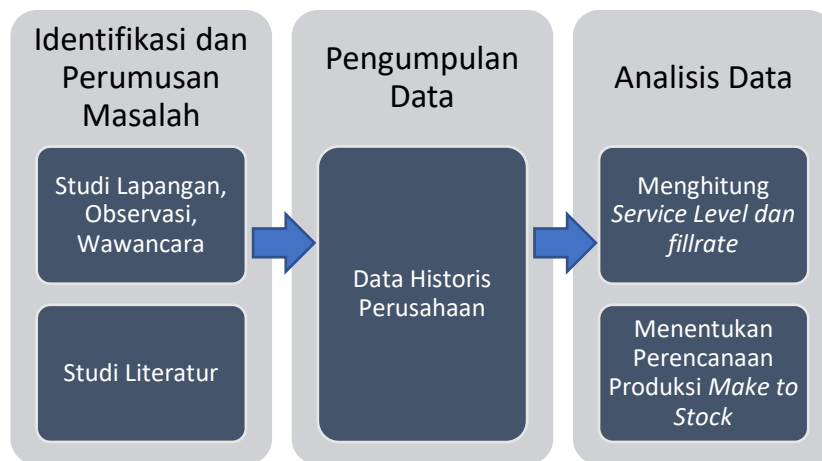 Identifikasi dan
Perumusan
Masalah
Studi Lapangan,
Observasi,
Wawancara
Studi Literatur
Pengumpulan
Data
Data Historis
Perusahaan
Analisis Data
Menghitung
Service Level dan
fillrate
Menentukan
Perencanaan
Produksi Make to
Stock